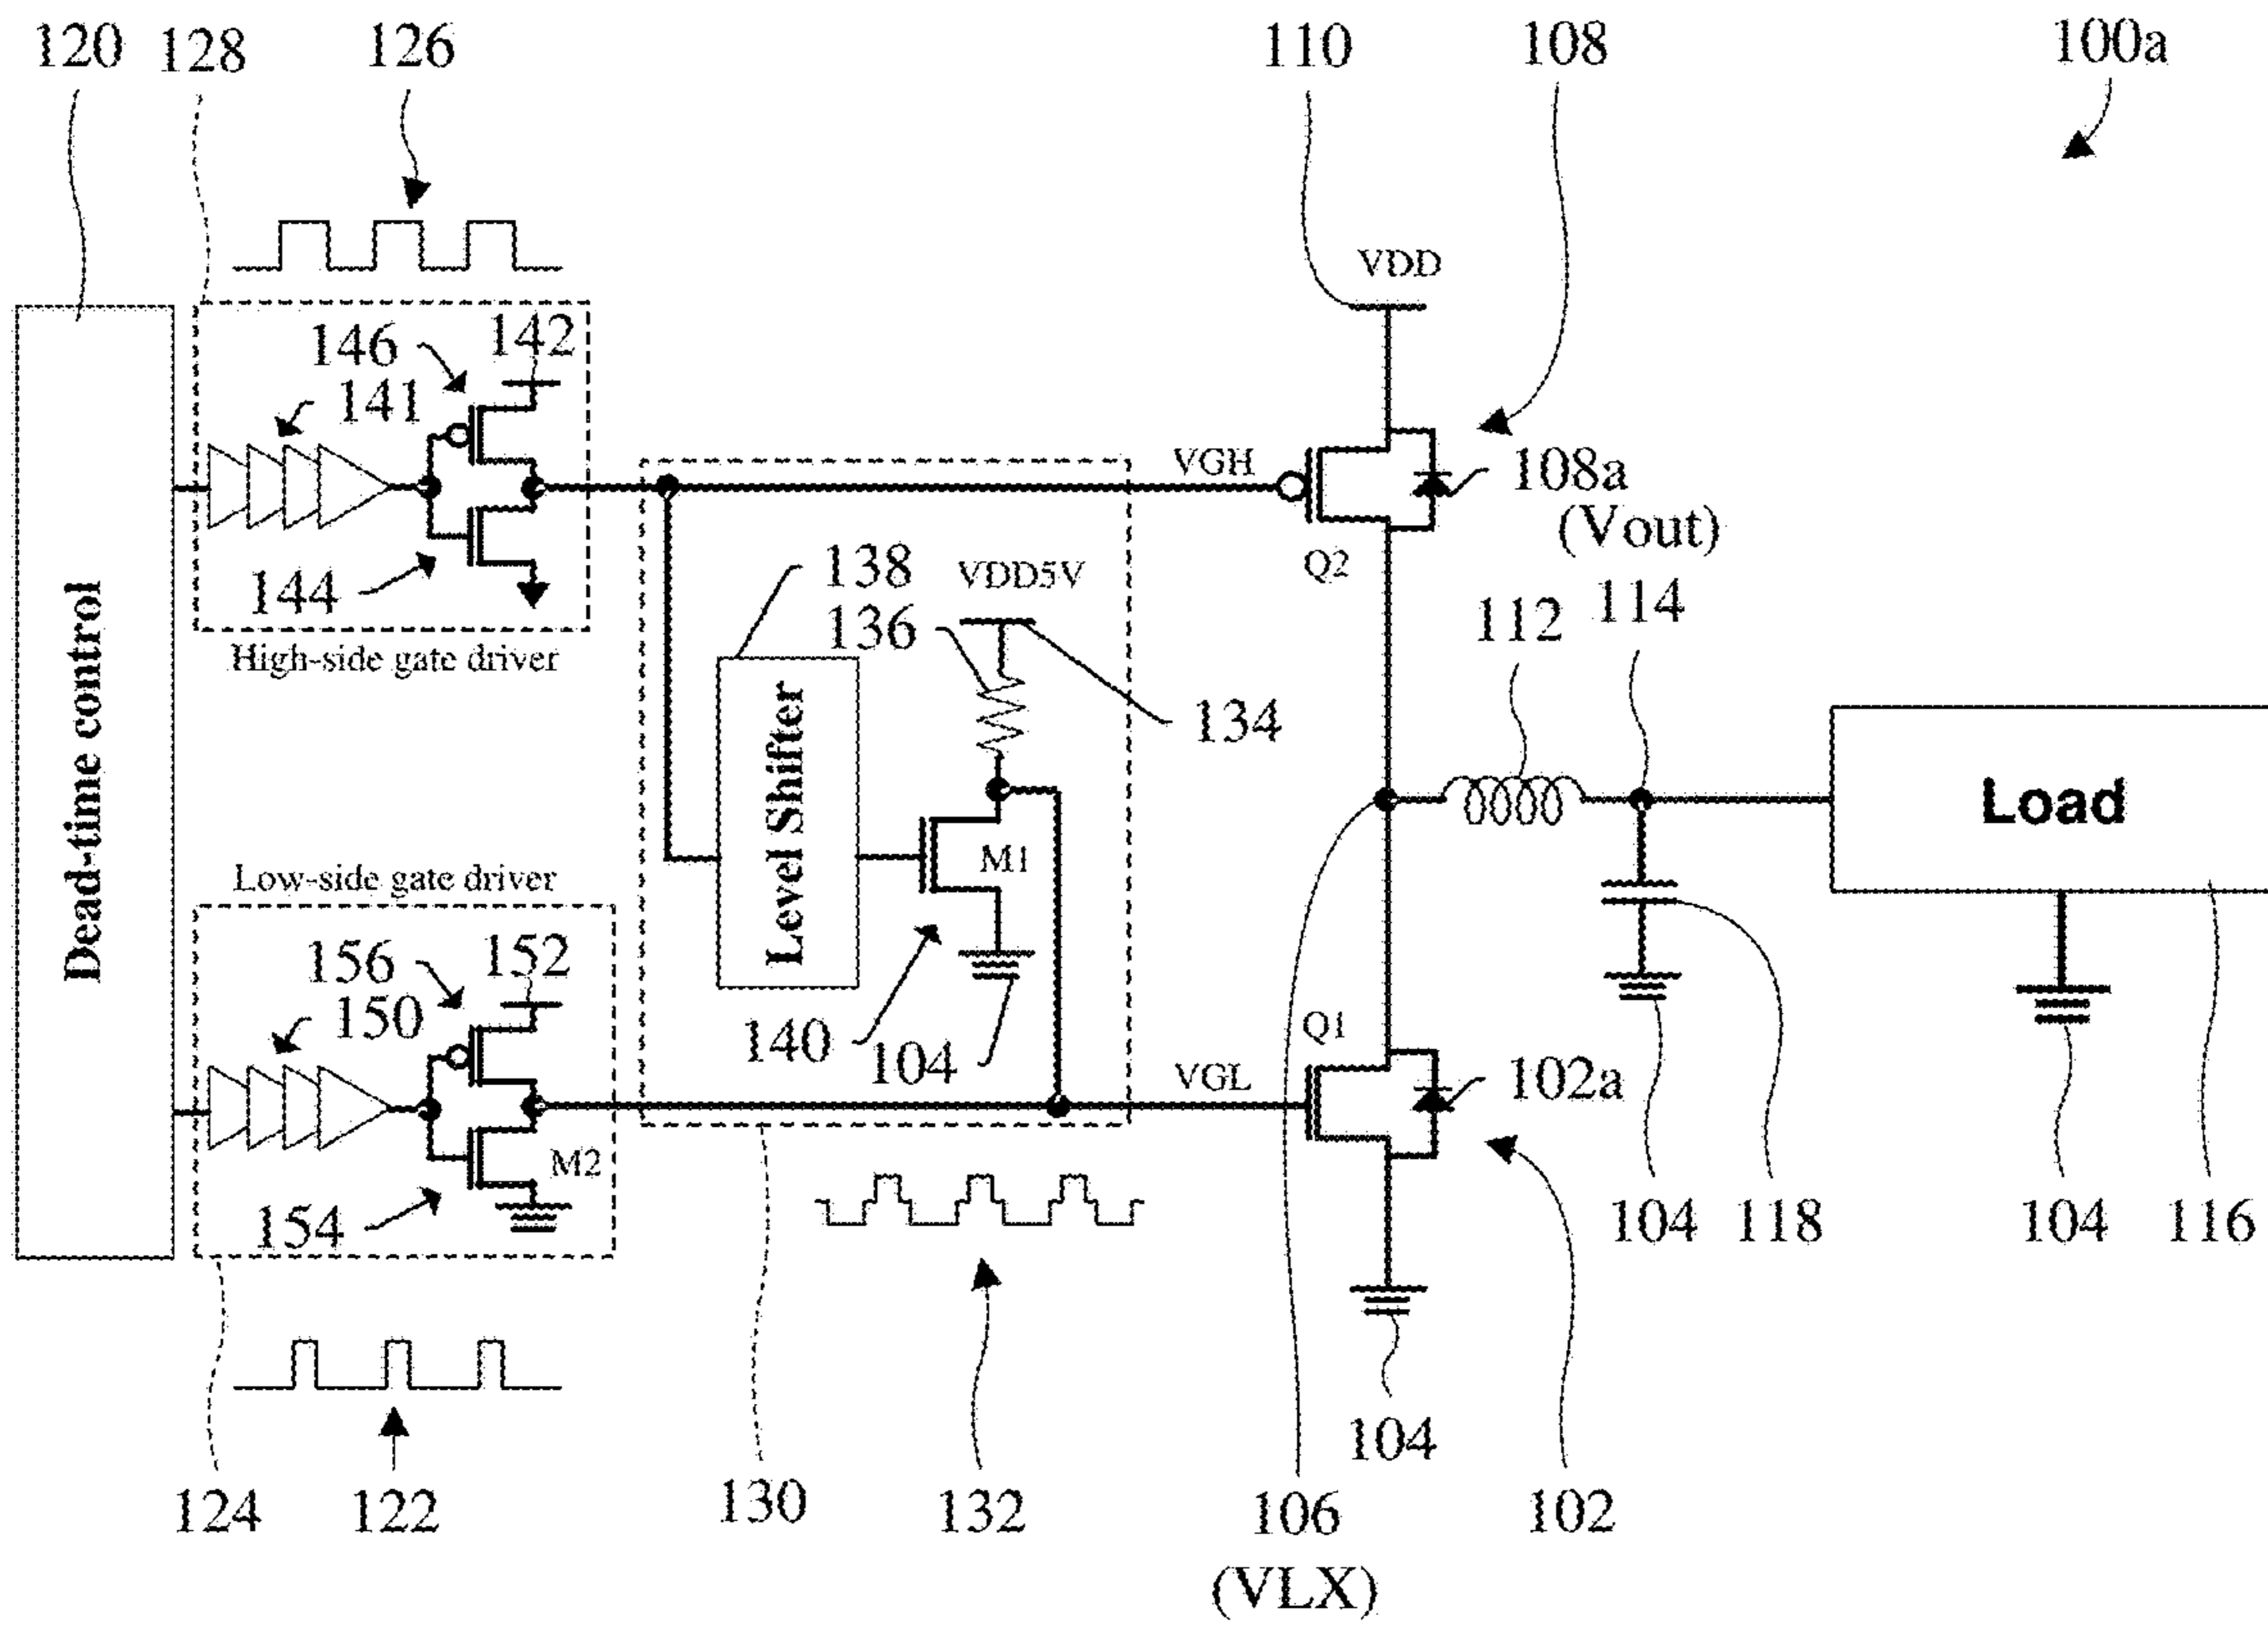 120
128
126
110
108
100a
VDD
146
142
141
144
High-side gate driver
VGH
108a
(Vout)
Q2
138
VDD5V
136
134
112
114
Dead-time control
Level Shifter
M1
Load
Low-side gate driver
156
152
150
140
104
Q1
VGL
102a
M2
154
104
118
104
116
104
124
122
130
132
106
102
(VLX)